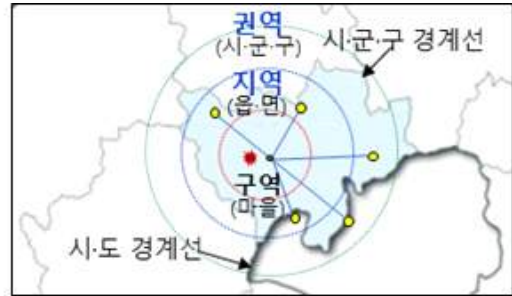 권역
(시·군·구)
시·군·구 경계선
지역
(읍·면)
구역
(마을)
시·도 경계선